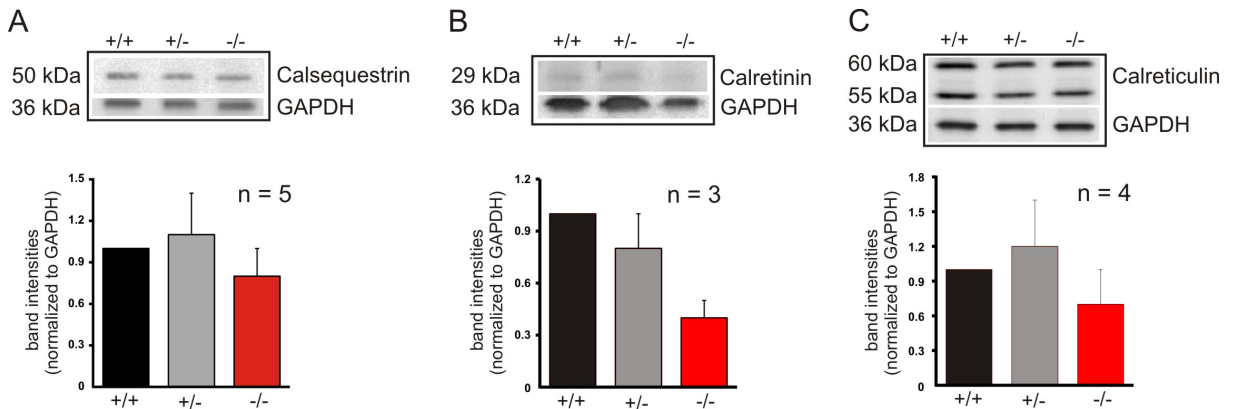 A
+/+ +/- -/-
50 kDa Calsequestrin
36 kDa GAPDH
B
+/+ +/- -/-
29 kDa Calretinin
36 kDa GAPDH
C
+/+ +/- -/-
60 kDa
Calreticulin
55 kDa
36 kDa GAPDH
band intensities
(normalized to GAPDH)
1.5
1.2
0.9
0.6
0.3
0
n = 5
+/+ +/- -/-
band intensities
(normalized to GAPDH)
1.2
0.9
0.6
0.3
0
n = 3
+/+ +/- -/-
band intensities
(normalized to GAPDH)
1.8
1.5
1.2
0.9
0.6
0.3
0
n = 4
+/+ +/- -/-